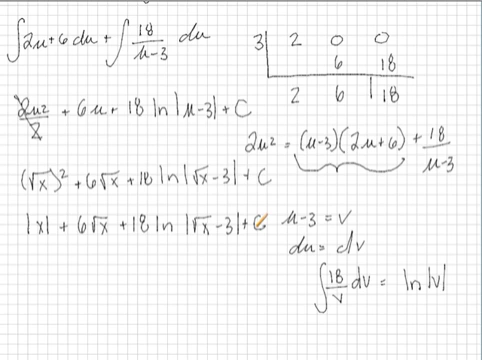 ∫2u+6 du + ∫ 18/(u-3) du
2u²/2 + 6u + 18 ln|u-3| + C
(√x)² + 6√x + 18 ln|√x-3| + C
|x| + 6√x + 18 ln |√x-3| + C
3| 2 0 0
6 18
2 6 | 18
2u² = (u-3)(2u+6) + 18/(u-3)
u-3 = v
du = dv
∫ 18/v dv = ln|v|